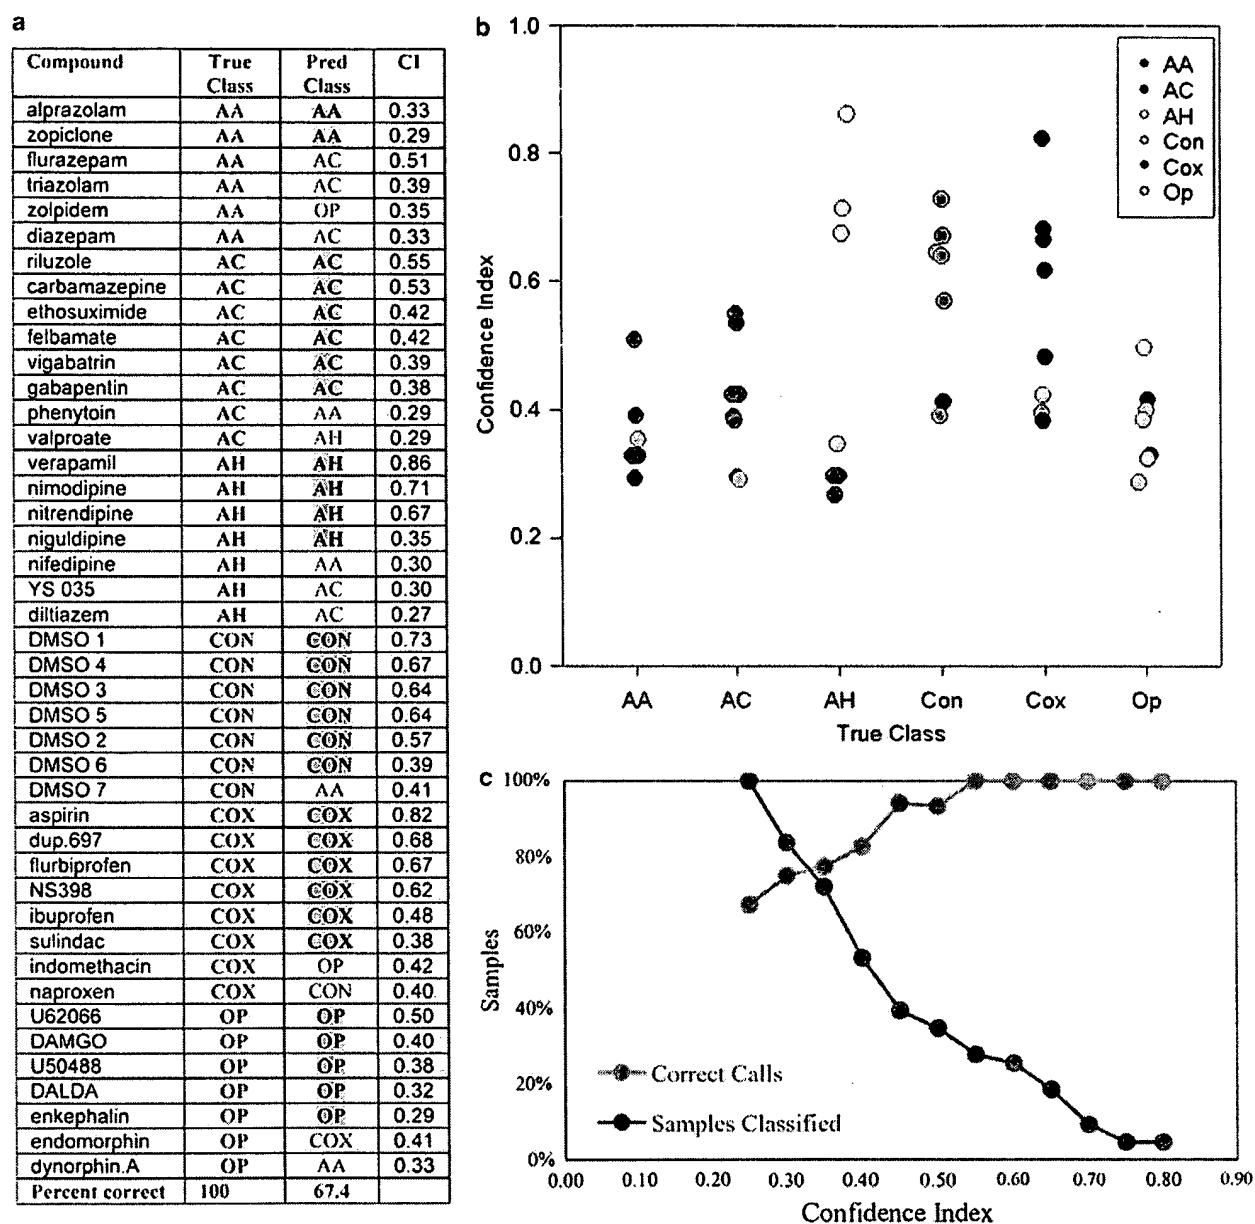 a
Compound True Pred CI
Class Class
alprazolam AA AA 0.33
zopiclone AA AA 0.29
flurazepam AA AC 0.51
triazolam AA AC 0.39
zolpidem AA OP 0.35
diazepam AA AC 0.33
riluzole AC AC 0.55
carbamazepine AC AC 0.53
ethosuximide AC AC 0.42
felbamate AC AC 0.42
vigabatrin AC AC 0.39
gabapentin AC AC 0.38
phenytoin AC AA 0.29
valproate AC AH 0.29
verapamil AH AH 0.86
nimodipine AH AH 0.71
nitrendipine AH AH 0.67
niguldipine AH AH 0.35
nifedipine AH AA 0.30
YS 035 AH AC 0.30
diltiazem AH AC 0.27
DMSO 1 CON CON 0.73
DMSO 4 CON CON 0.67
DMSO 3 CON CON 0.64
DMSO 5 CON CON 0.64
DMSO 2 CON CON 0.57
DMSO 6 CON CON 0.39
DMSO 7 CON AA 0.41
aspirin COX COX 0.82
dup.697 COX COX 0.68
flurbiprofen COX COX 0.67
NS398 COX COX 0.62
ibuprofen COX COX 0.48
sulindac COX COX 0.38
indomethacin COX OP 0.42
naproxen COX CON 0.40
U62066 OP OP 0.50
DAMGO OP OP 0.40
U50488 OP OP 0.38
DALDA OP OP 0.32
enkephalin OP OP 0.29
endomorphin OP COX 0.41
dynorphin.A OP AA 0.33
Percent correct 100 67.4
b
1.0
0.8
0.6
0.4
0.2
0.0
Confidence Index
AA
AC
AH
Con
Cox
Op
AA AC AH Con Cox Op
True Class
c
100%
80%
60%
40%
20%
0%
Samples
Correct Calls
Samples Classified
0.00 0.10 0.20 0.30 0.40 0.50 0.60 0.70 0.80 0.90
Confidence Index